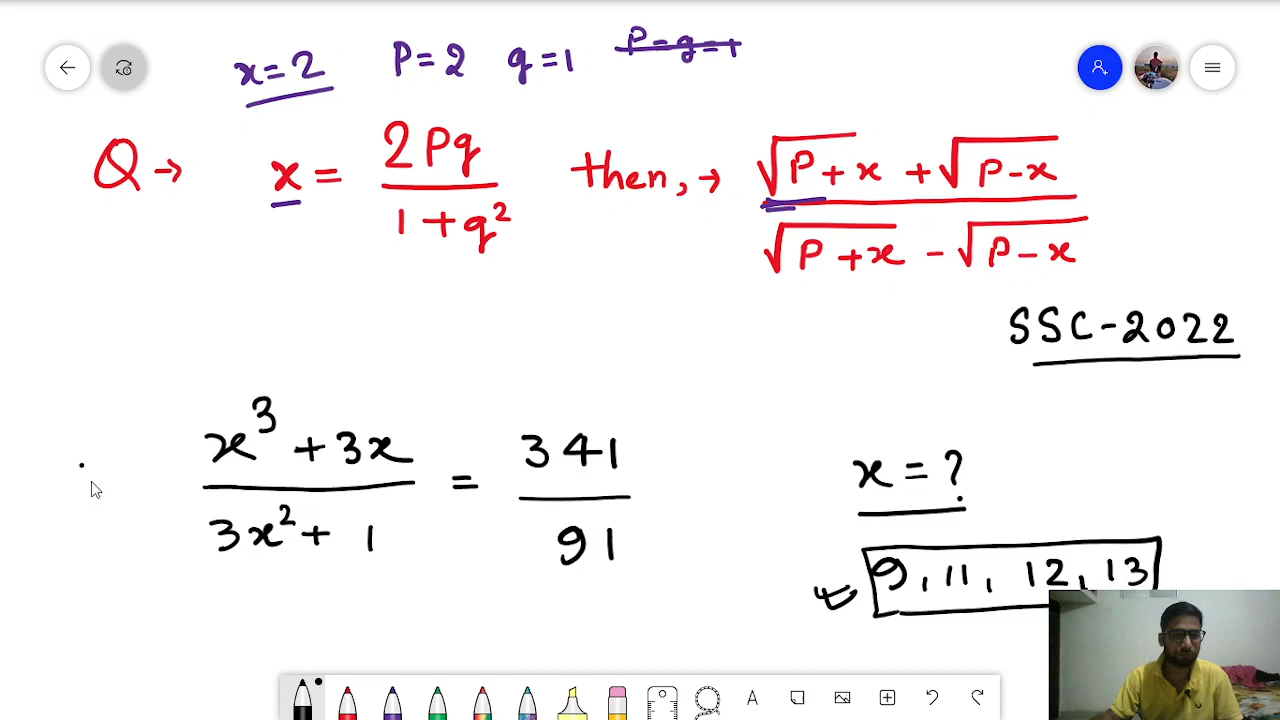 x=2 P=2 q=1 P=q=1
Q→ x = 2Pq / 1+q² then,→ √P+x + √P-x / √P+x - √P-x
SSC-2022
x³+3x / 3x²+1 = 341 / 91
x=?
9, 11, 12, 13
A